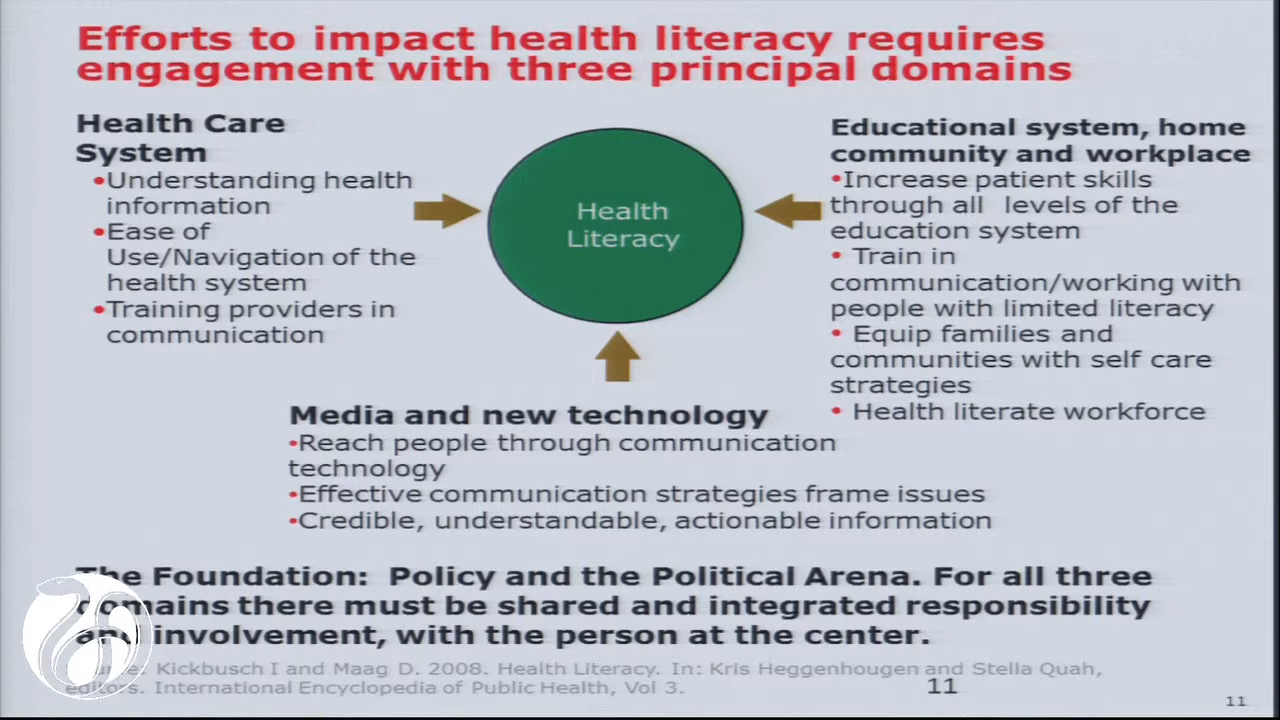 Efforts to impact health literacy requires
engagement with three principal domains
Health Care
System
•Understanding health
information
•Ease of
Use/Navigation of the
health system
•Training providers in
communication
Health
Literacy
Educational system, home
community and workplace
•Increase patient skills
through all levels of the
education system
• Train in
communication/working with
people with limited literacy
• Equip families and
communities with self care
strategies
• Health literate workforce
Media and new technology
•Reach people through communication
technology
•Effective communication strategies frame issues
•Credible, understandable, actionable information
The Foundation: Policy and the Political Arena. For all three
domains there must be shared and integrated responsibility
and involvement, with the person at the center.
Source: Kickbusch I and Maag D. 2008. Health Literacy. In: Kris Heggenhougen and Stella Quah,
editors. International Encyclopedia of Public Health, Vol 3.
11
11